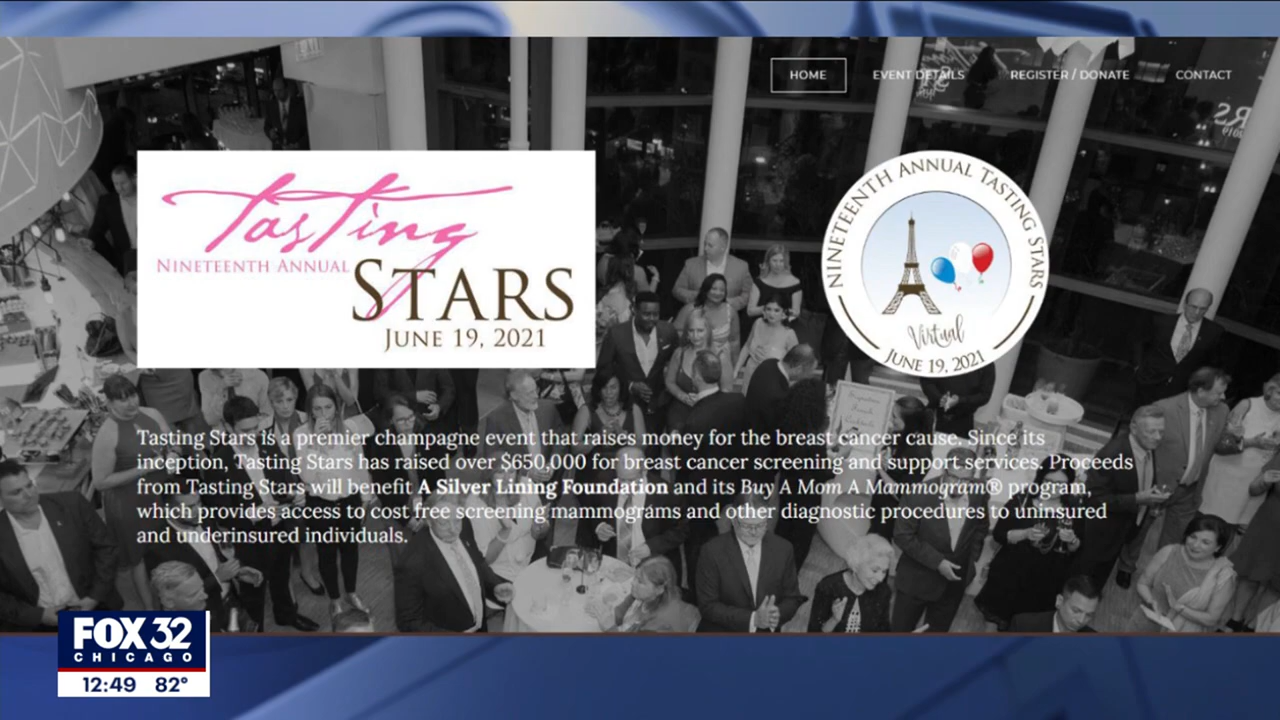 HOME
EVENT DETAILS
REGISTER / DONATE
CONTACT
Tasting
NINETEENTH ANNUAL
STARS
JUNE 19, 2021
NINETEENTH ANNUAL TASTING STARS
Virtual
JUNE 19, 2021
Tasting Stars is a premier champagne event that raises money for the breast cancer cause. Since its
inception, Tasting Stars has raised over $650,000 for breast cancer screening and support services. Proceeds
from Tasting Stars will benefit A Silver Lining Foundation and its Buy A Mom A Mammogram® program,
which provides access to cost free screening mammograms and other diagnostic procedures to uninsured
and underinsured individuals.
FOX 32
CHICAGO
12:49 82°